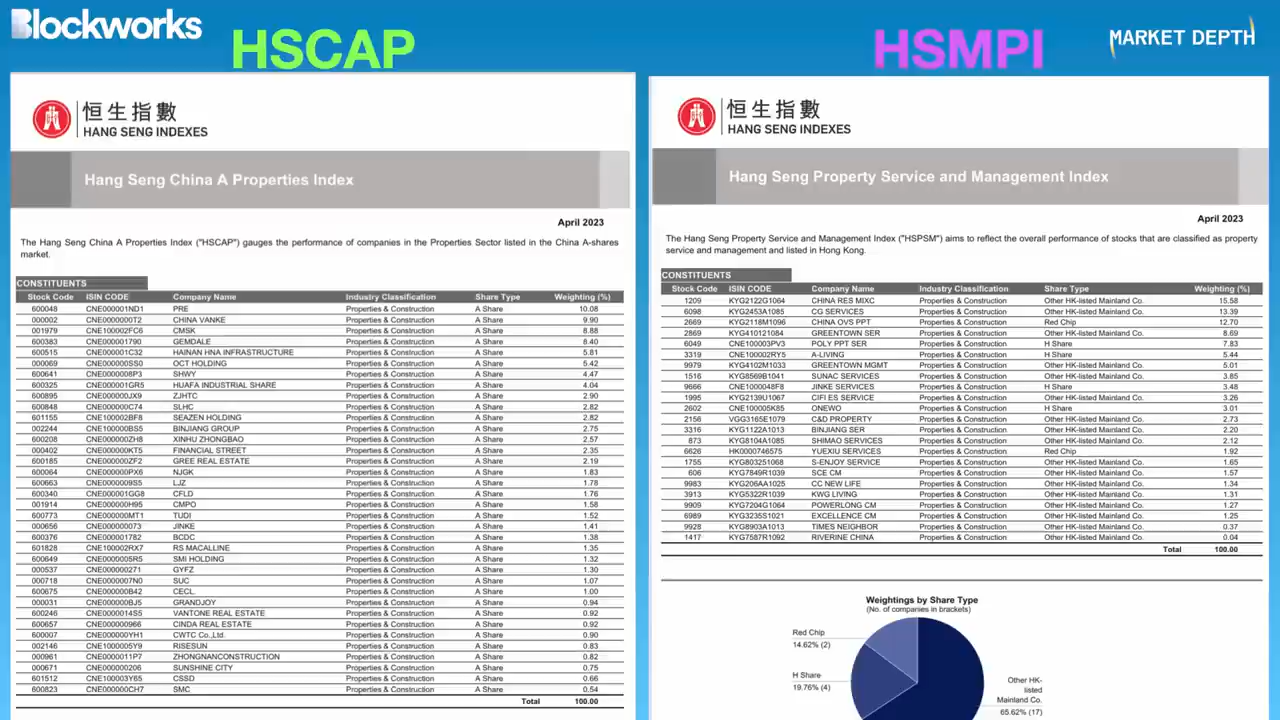 Blockworks
HSCAP
HSMPI
MARKET DEPTH
恒生指數
HANG SENG INDEXES
Hang Seng China A Properties Index
April 2023
The Hang Seng China A Properties Index ("HSCAP") gauges the performance of companies in the Properties Sector listed in the China A-shares
market.
CONSTITUENTS
Stock Code ISIN CODE Company Name Industry Classification Share Type Weighting (%)
600048 CNE000001ND1 PRE Properties & Construction A Share 10.08
000002 CNE0000000T2 CHINA VANKE Properties & Construction A Share 9.90
001979 CNE100002FC6 CMSK Properties & Construction A Share 8.88
600383 CNE000001790 GEMDALE Properties & Construction A Share 8.40
600515 CNE000001C32 HAINAN HNA INFRASTRUCTURE Properties & Construction A Share 5.81
000069 CNE000000SS0 OCT HOLDING Properties & Construction A Share 5.42
600641 CNE0000008P3 SHWY Properties & Construction A Share 4.47
600325 CNE000001GR5 HUAFA INDUSTRIAL SHARE Properties & Construction A Share 4.04
600895 CNE000000JX9 ZJHTC Properties & Construction A Share 2.90
600848 CNE000000C74 SLHC Properties & Construction A Share 2.82
601155 CNE100002BF8 SEAZEN HOLDING Properties & Construction A Share 2.82
002244 CNE100000BS5 BINJIANG GROUP Properties & Construction A Share 2.75
600208 CNE000000ZH8 XINHU ZHONGBAO Properties & Construction A Share 2.57
000402 CNE000000KT5 FINANCIAL STREET Properties & Construction A Share 2.35
600185 CNE000000ZF2 GREE REAL ESTATE Properties & Construction A Share 2.19
600064 CNE000000PX6 NJGK Properties & Construction A Share 1.83
600663 CNE0000009S5 LJZ Properties & Construction A Share 1.78
600340 CNE000001GG8 CFLD Properties & Construction A Share 1.76
001914 CNE000000H95 CMPO Properties & Construction A Share 1.58
600773 CNE000000MT1 TUDI Properties & Construction A Share 1.52
000656 CNE000000073 JINKE Properties & Construction A Share 1.41
600376 CNE000001782 BCDC Properties & Construction A Share 1.38
601828 CNE100002RX7 RS MACALLINE Properties & Construction A Share 1.35
600649 CNE0000005R5 SMI HOLDING Properties & Construction A Share 1.32
000537 CNE000000271 GYFZ Properties & Construction A Share 1.30
000718 CNE0000007N0 SUC Properties & Construction A Share 1.07
600675 CNE000000B42 CECL Properties & Construction A Share 1.00
000031 CNE000000BJ5 GRANDJOY Properties & Construction A Share 0.94
600246 CNE0000014S5 VANTONE REAL ESTATE Properties & Construction A Share 0.92
600657 CNE000000966 CINDA REAL ESTATE Properties & Construction A Share 0.92
600007 CNE000000YH1 CWTC Co.,Ltd. Properties & Construction A Share 0.90
002146 CNE1000005Y9 RISESUN Properties & Construction A Share 0.83
000961 CNE0000011P7 ZHONGNANCONSTRUCTION Properties & Construction A Share 0.82
000671 CNE000000206 SUNSHINE CITY Properties & Construction A Share 0.75
601512 CNE100003Y65 CSSD Properties & Construction A Share 0.66
600823 CNE000000CH7 SMC Properties & Construction A Share 0.54
Total 100.00
恒生指數
HANG SENG INDEXES
Hang Seng Property Service and Management Index
April 2023
The Hang Seng Property Service and Management Index ("HSPSM") aims to reflect the overall performance of stocks that are classified as property
service and management and listed in Hong Kong.
CONSTITUENTS
Stock Code ISIN CODE Company Name Industry Classification Share Type Weighting (%)
1209 KYG2122G1064 CHINA RES MIXC Properties & Construction Other HK-listed Mainland Co. 15.58
6098 KYG2453A1085 CG SERVICES Properties & Construction Other HK-listed Mainland Co. 13.39
2669 KYG2118M1096 CHINA OVS PPT Properties & Construction Red Chip 12.70
2869 KYG410121084 GREENTOWN SER Properties & Construction Other HK-listed Mainland Co. 8.69
6049 CNE100003PV3 POLY PPT SER Properties & Construction H Share 7.83
3319 CNE100002RY5 A-LIVING Properties & Construction H Share 5.44
9979 KYG4102M1033 GREENTOWN MGMT Properties & Construction Other HK-listed Mainland Co. 5.01
1516 KYG8569B1041 SUNAC SERVICES Properties & Construction Other HK-listed Mainland Co. 3.85
9666 CNE1000048F8 JINKE SERVICES Properties & Construction H Share 3.48
1995 KYG2139U1067 CIFI ES SERVICE Properties & Construction Other HK-listed Mainland Co. 3.26
2602 CNE100005K85 ONEWO Properties & Construction H Share 3.01
2156 VGG3165E1079 C&D PROPERTY Properties & Construction Other HK-listed Mainland Co. 2.73
3316 KYG1122A1013 BINJIANG SER Properties & Construction Other HK-listed Mainland Co. 2.20
873 KYG8104A1085 SHIMAO SERVICES Properties & Construction Other HK-listed Mainland Co. 2.12
6626 HK0000746575 YUEXIU SERVICES Properties & Construction Red Chip 1.92
1755 KYG803251068 S-ENJOY SERVICE Properties & Construction Other HK-listed Mainland Co. 1.65
606 KYG7849R1039 SCE CM Properties & Construction Other HK-listed Mainland Co. 1.57
9983 KYG206AA1025 CC NEW LIFE Properties & Construction Other HK-listed Mainland Co. 1.34
3913 KYG5322R1039 KWG LIVING Properties & Construction Other HK-listed Mainland Co. 1.31
9909 KYG7204G1064 POWERLONG CM Properties & Construction Other HK-listed Mainland Co. 1.27
6989 KYG3235S1021 EXCELLENCE CM Properties & Construction Other HK-listed Mainland Co. 1.25
9928 KYG8903A1013 TIMES NEIGHBOR Properties & Construction Other HK-listed Mainland Co. 0.37
1417 KYG7587R1092 RIVERINE CHINA Properties & Construction Other HK-listed Mainland Co. 0.04
Total 100.00
Weightings by Share Type
(No. of companies in brackets)
Red Chip
14.62% (2)
H Share
19.76% (4)
Other HK-
listed
Mainland Co.
65.62% (17)